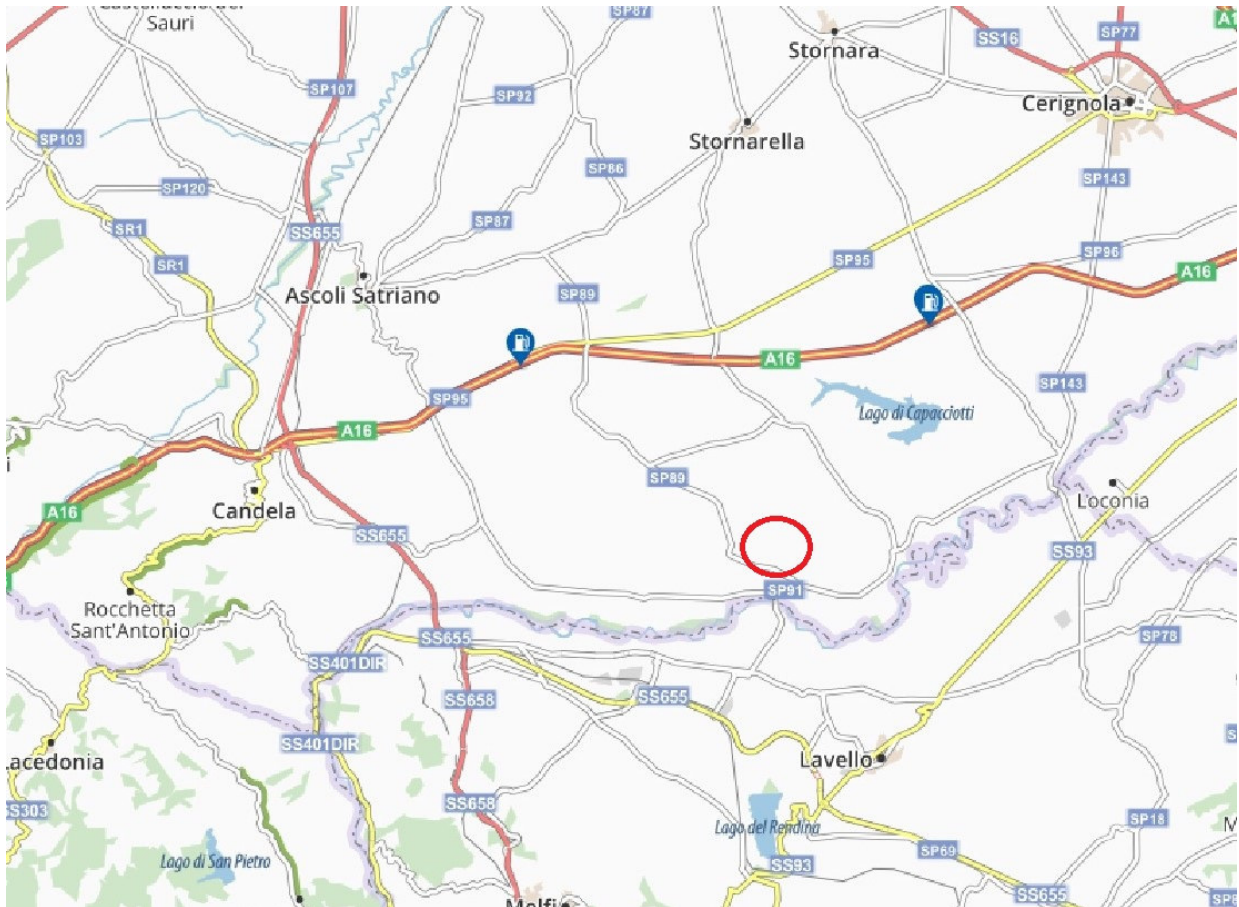 Sauri
SP87
Stornara
SS16
SP77
A1
SP107
SP92
Cerignola
SP103
Stornarella
SP120
SP86
SP143
SR1
SS655
SP87
SR1
SP95
SP96
A16
Ascoli Satriano
SP89
A16
SP143
SP95
Lago di Capacciotti
A16
SP89
Candela
Loconia
A16
SS655
SS93
SP91
Rocchetta
Sant'Antonio
SS655
SP78
SS401DIR
SS658
SS655
SS401DIR
Lavello
Lacedonia
SS658
SS303
Lago del Rendina
SP18
M
Lago di San Pietro
SP69
SS93
SS655
Melfi